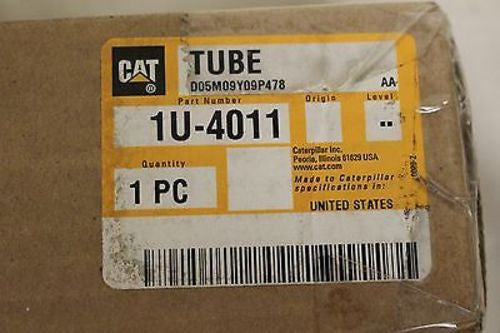 CAT
®
TUBE
D05M09Y09P478
AA
Part Number
Origin
Level
1U-4011
--
Quantity
1 PC
Caterpillar Inc.
Peoria, Illinois 61629 USA
www.cat.com
Made to Caterpillar
specifications in:
UNITED STATES